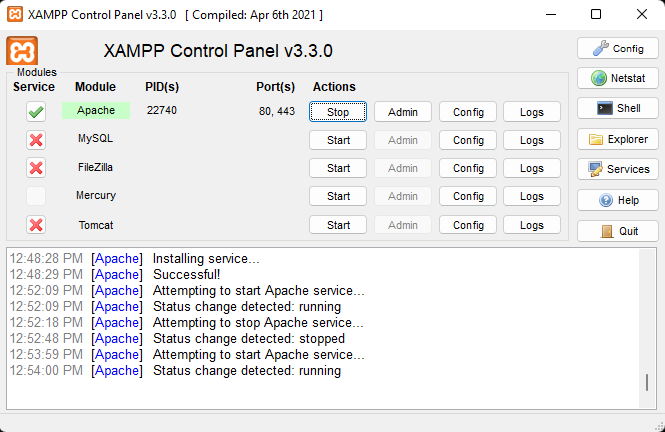 XAMPP Control Panel v3.3.0 [ Compiled: Apr 6th 2021 ]
XAMPP Control Panel v3.3.0
Config
Modules
Service Module PID(s) Port(s) Actions
Netstat
Apache 22740 80, 443 Stop Admin Config Logs
Shell
MySQL Start Admin Config Logs
Explorer
FileZilla Start Admin Config Logs
Services
Mercury Start Admin Config Logs
Help
Tomcat Start Admin Config Logs
Quit
12:48:28 PM [Apache] Installing service...
12:48:29 PM [Apache] Successful!
12:52:09 PM [Apache] Attempting to start Apache service...
12:52:09 PM [Apache] Status change detected: running
12:52:18 PM [Apache] Attempting to stop Apache service...
12:52:48 PM [Apache] Status change detected: stopped
12:53:59 PM [Apache] Attempting to start Apache service...
12:54:00 PM [Apache] Status change detected: running